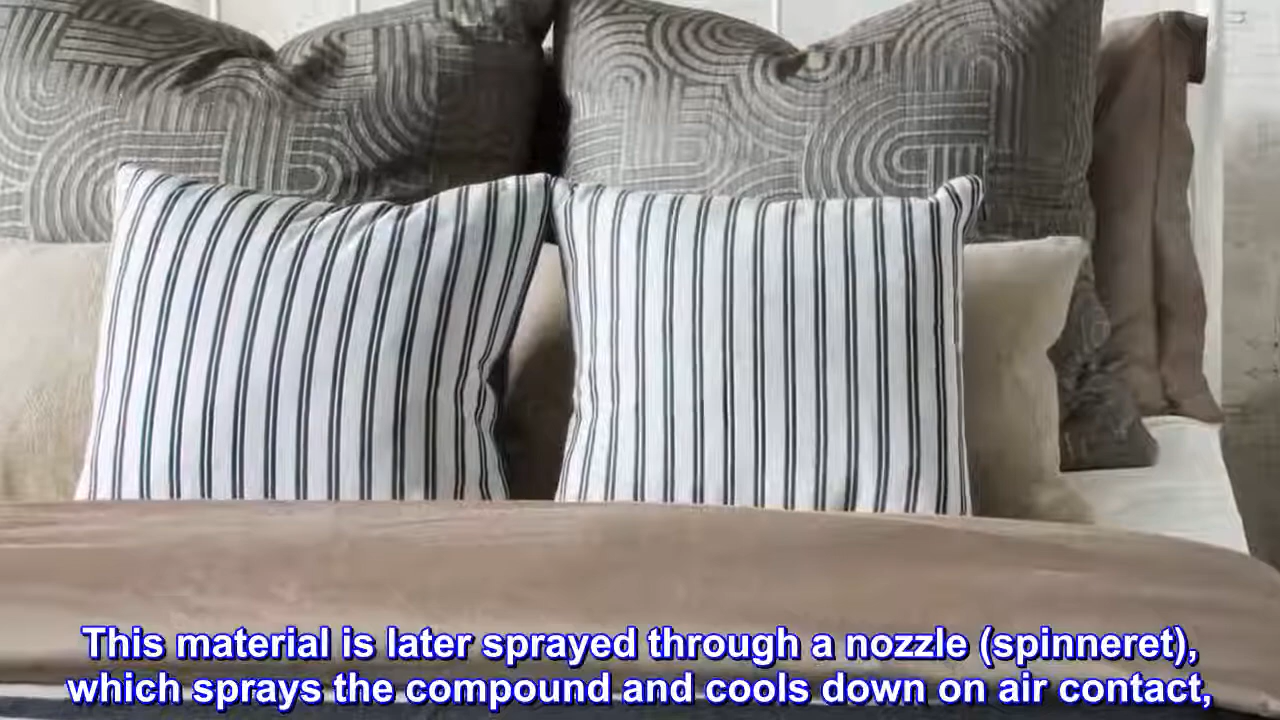 This material is later sprayed through a nozzle (spinneret),
which sprays the compound and cools down on air contact,